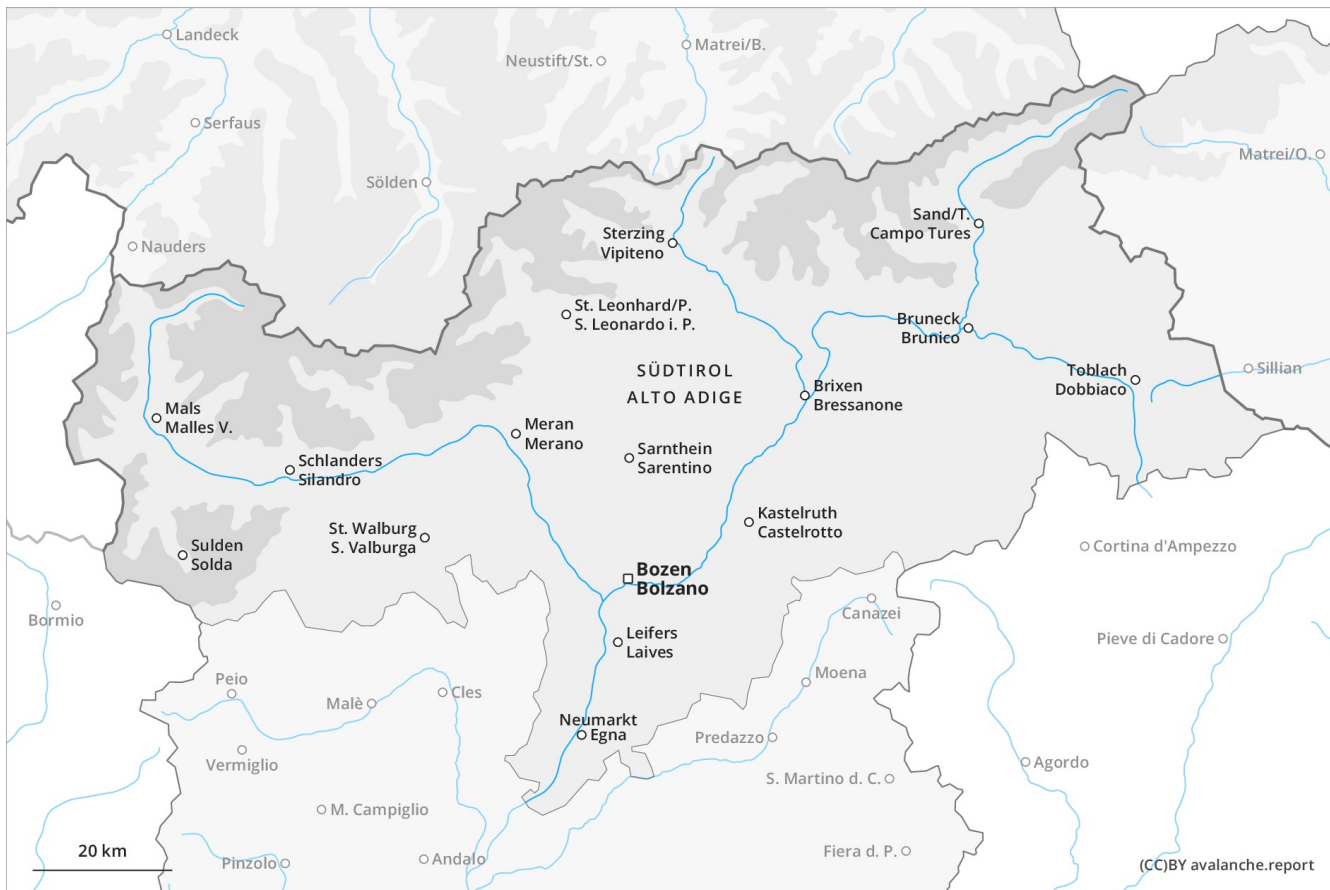 Landeck
Matrei/B.
Neustift/St.
Serfaus
Matrei/O.
Sölden
Sand/T.
Campo Tures
Sterzing
Vipiteno
Nauders
St. Leonhard/P.
S. Leonardo i. P.
Bruneck
Brunico
SÜDTIROL
ALTO ADIGE
Toblach
Dobbiaco
Sillian
Brixen
Bressanone
Mals
Malles V.
Meran
Merano
Sarnthein
Sarentino
Schlanders
Silandro
Kastelruth
Castelrotto
St. Walburg
S. Valburga
Sulden
Solda
Cortina d'Ampezzo
Bozen
Bolzano
Bormio
Canazei
Leifers
Laives
Pieve di Cadore
Moena
Peio
Malè
Cles
Neumarkt
Egna
Predazzo
Vermiglio
Agordo
S. Martino d. C.
M. Campiglio
20 km
Pinzolo
Andalo
Fiera d. P.
(CC)BY avalanche.report